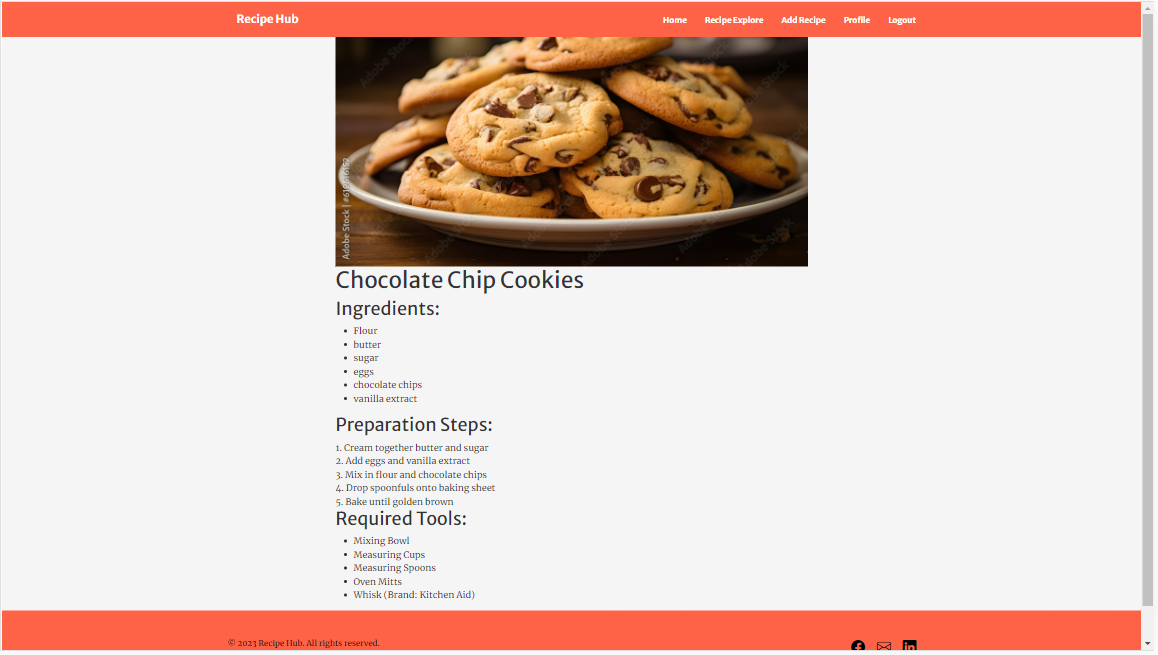 Recipe Hub
Home Recipe Explore Add Recipe Profile Logout
Adobe Stock
Adobe Stock
Chocolate Chip Cookies
Ingredients:
Flour
butter
sugar
eggs
chocolate chips
vanilla extract
Preparation Steps:
1. Cream together butter and sugar
2. Add eggs and vanilla extract
3. Mix in flour and chocolate chips
4. Drop spoonfuls onto baking sheet
5. Bake until golden brown
Required Tools:
Mixing Bowl
Measuring Cups
Measuring Spoons
Oven Mitts
Whisk (Brand: Kitchen Aid)
© 2023 Recipe Hub. All rights reserved.